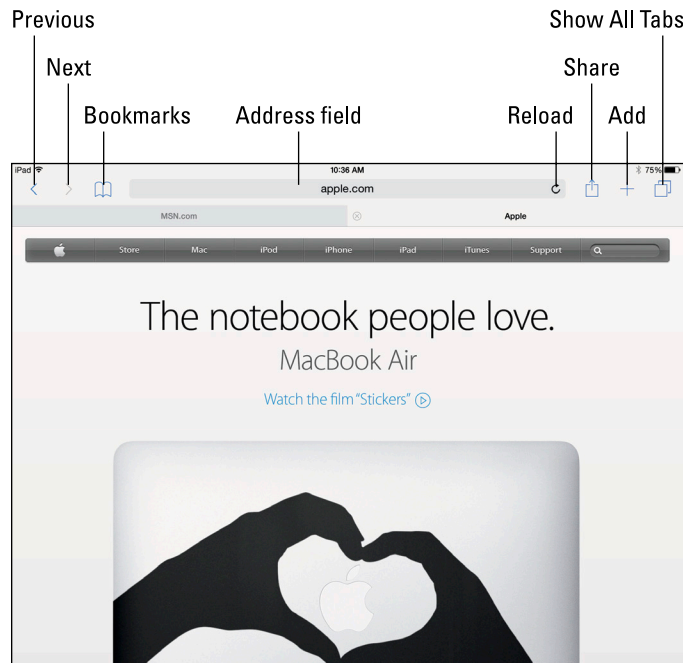 Previous
Show All Tabs
Next
Share
Bookmarks
Address field
Reload
Add
iPad
10:36 AM
75%
apple.com
MSN.com
Apple
Store
Mac
iPod
iPhone
iPad
iTunes
Support
The notebook people love.
MacBook Air
Watch the film “Stickers”